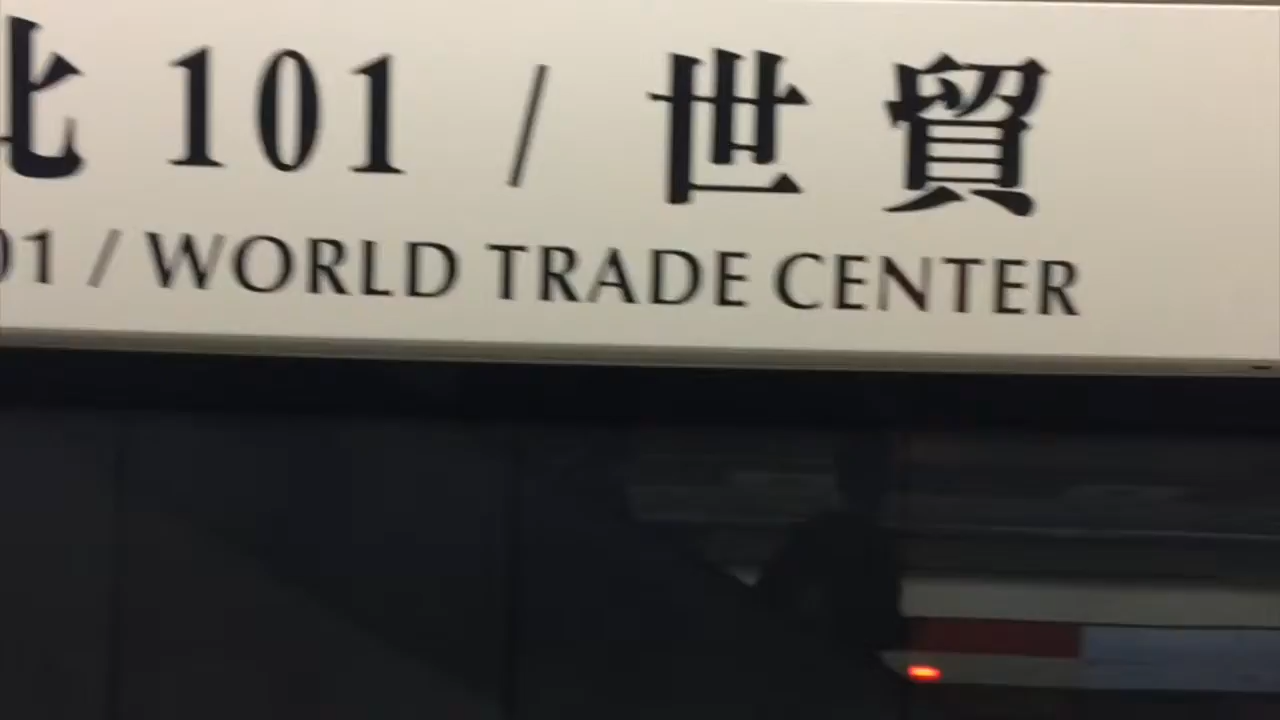 北 101 / 世貿
01 / WORLD TRADE CENTER